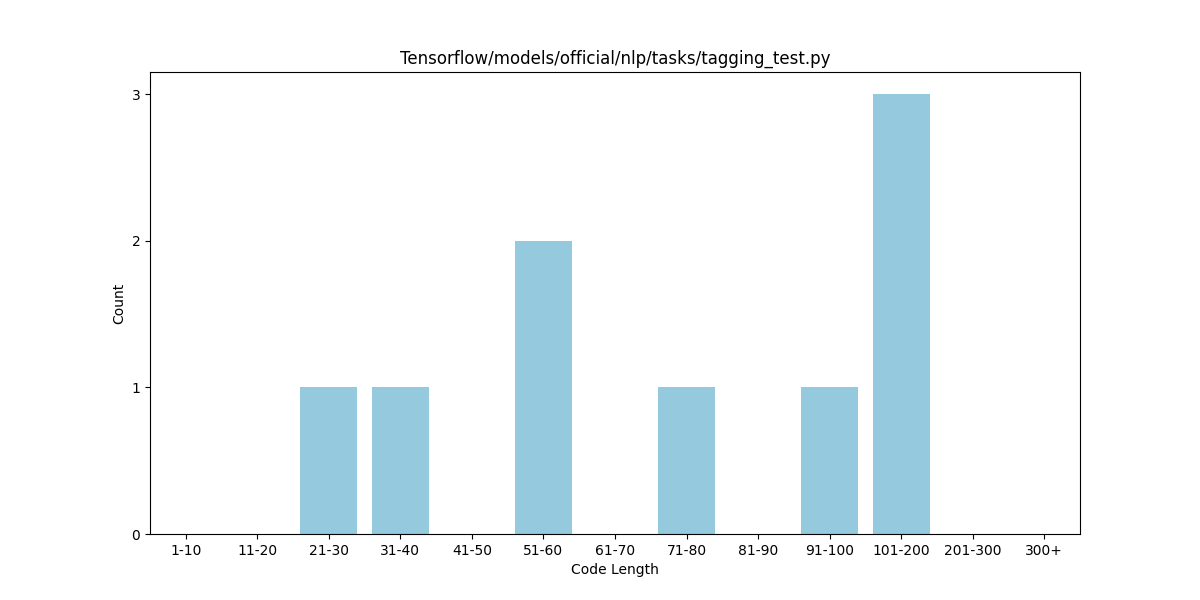 Tensorflow/models/official/nlp/tasks/tagging_test.py
3
2
1
0
Count
1-10 11-20 21-30 31-40 41-50 51-60 61-70 71-80 81-90 91-100 101-200 201-300 300+
Code Length